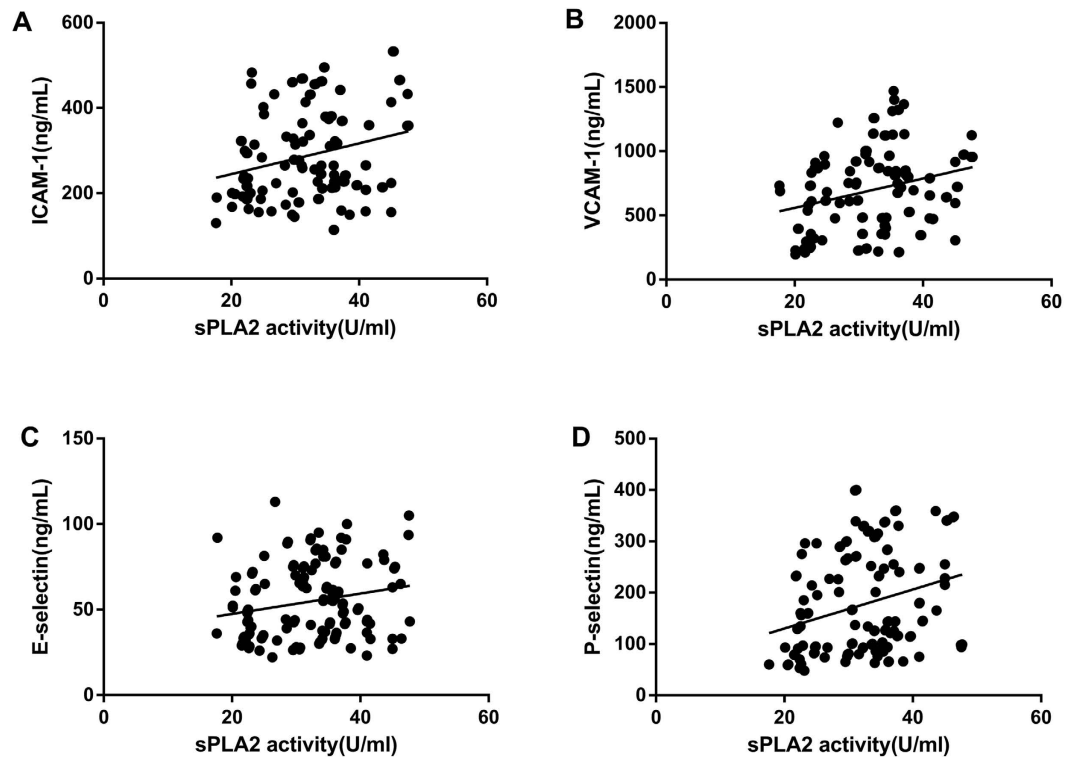 A
600
400
200
0
ICAM-1(ng/mL)
0 20 40 60
sPLA2 activity(U/ml)
B
2000
1500
1000
500
0
VCAM-1(ng/mL)
0 20 40 60
sPLA2 activity(U/ml)
C
150
100
50
0
E-selectin(ng/mL)
0 20 40 60
sPLA2 activity(U/ml)
D
500
400
300
200
100
0
P-selectin(ng/mL)
0 20 40 60
sPLA2 activity(U/ml)